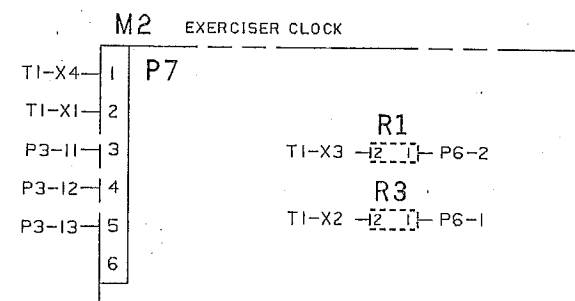 M2 EXERCISER CLOCK
T1-X4 1 P7
T1-X1 2
R1
P3-11 3 T1-X3 2 1 P6-2
P3-12 4 R3
P3-13 5 T1-X2 2 1 P6-1
6